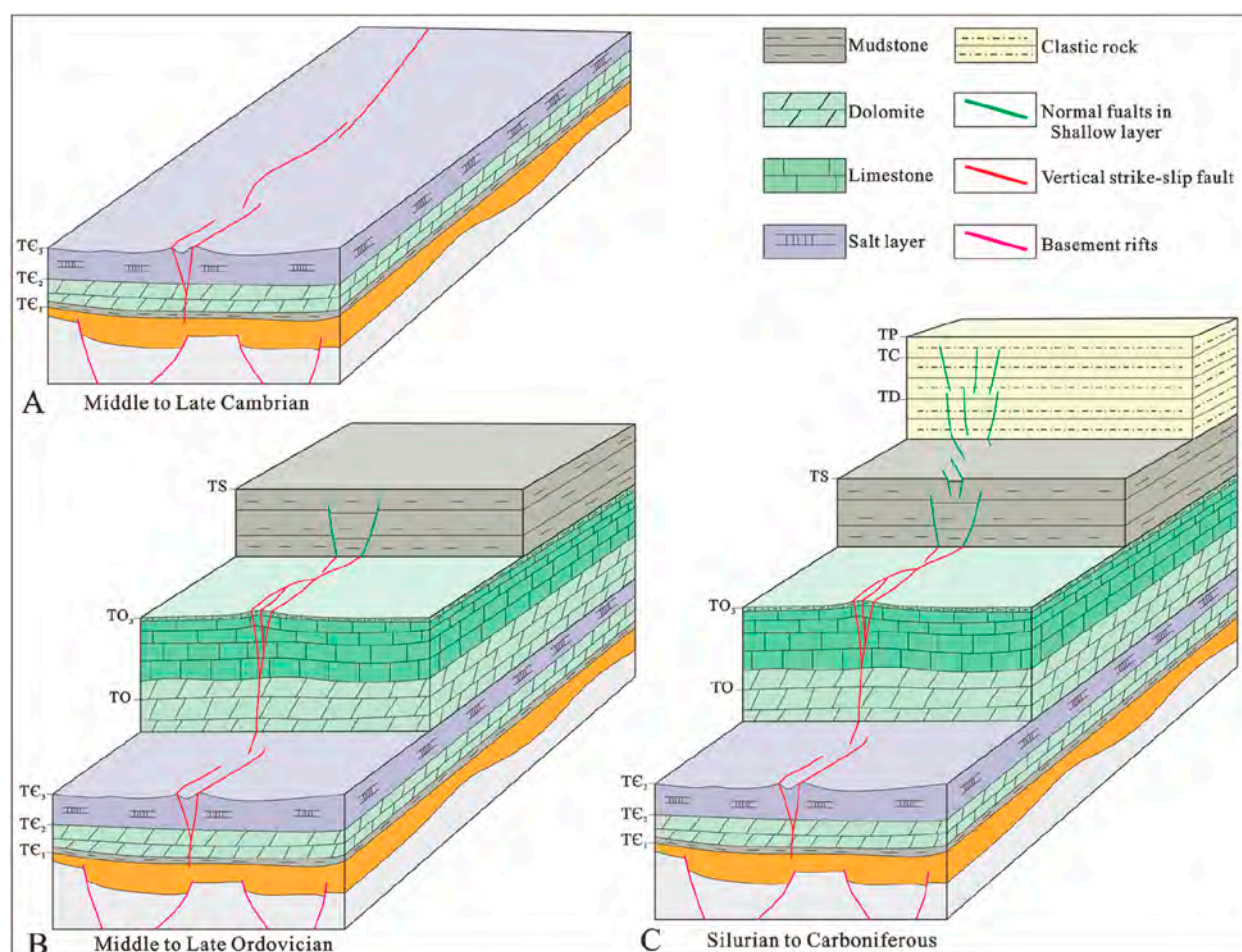 Mudstone
Clastic rock
Dolomite
Normal fualts in
Shallow layer
Limestone
Vertical strike-slip fault
Salt layer
Basement rifts
TЄ₃
TЄ₂
TЄ₁
A
Middle to Late Cambrian
TS
TO₃
TO
TЄ₃
TЄ₂
TЄ₁
B
Middle to Late Ordovician
TP
TC
TD
TS
TO₃
TO
TЄ₃
TЄ₂
TЄ₁
C
Silurian to Carboniferous